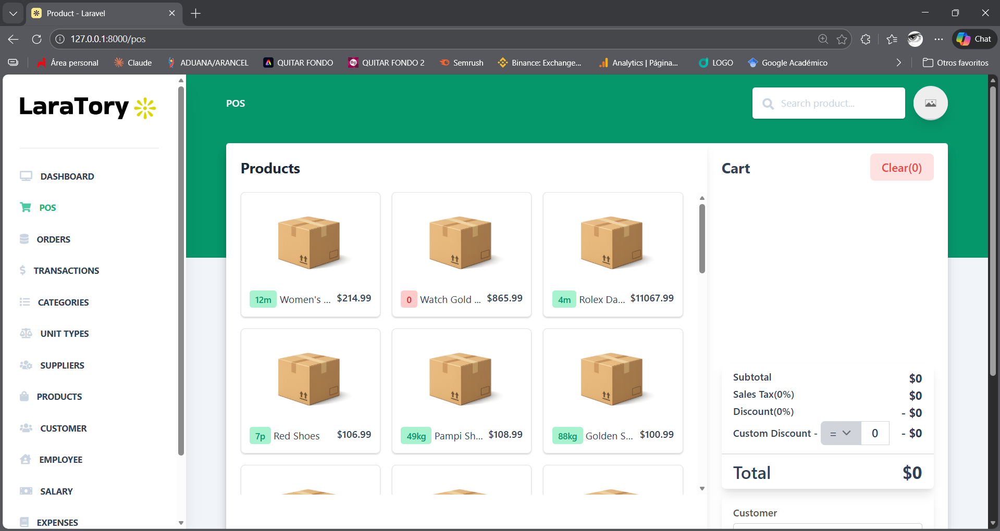 Product - Laravel
127.0.0.1:8000/pos
Chat
Área personal
Claude
ADUANA/ARANCEL
QUITAR FONDO
Bg
QUITAR FONDO 2
Semrush
Binance: Exchange...
Analytics | Página...
LOGO
Google Académico
Otros favoritos
LaraTory
DASHBOARD
POS
ORDERS
TRANSACTIONS
CATEGORIES
UNIT TYPES
SUPPLIERS
PRODUCTS
CUSTOMER
EMPLOYEE
SALARY
EXPENSES
POS
Search product...
Products
12m Women's ... $214.99
0 Watch Gold ... $865.99
4m Rolex Da... $11067.99
7p Red Shoes $106.99
49kg Pampi Sh... $108.99
88kg Golden S... $100.99
Cart
Clear(0)
Subtotal $0
Sales Tax(0%) $0
Discount(0%) - $0
Custom Discount - = 0 - $0
Total $0
Customer